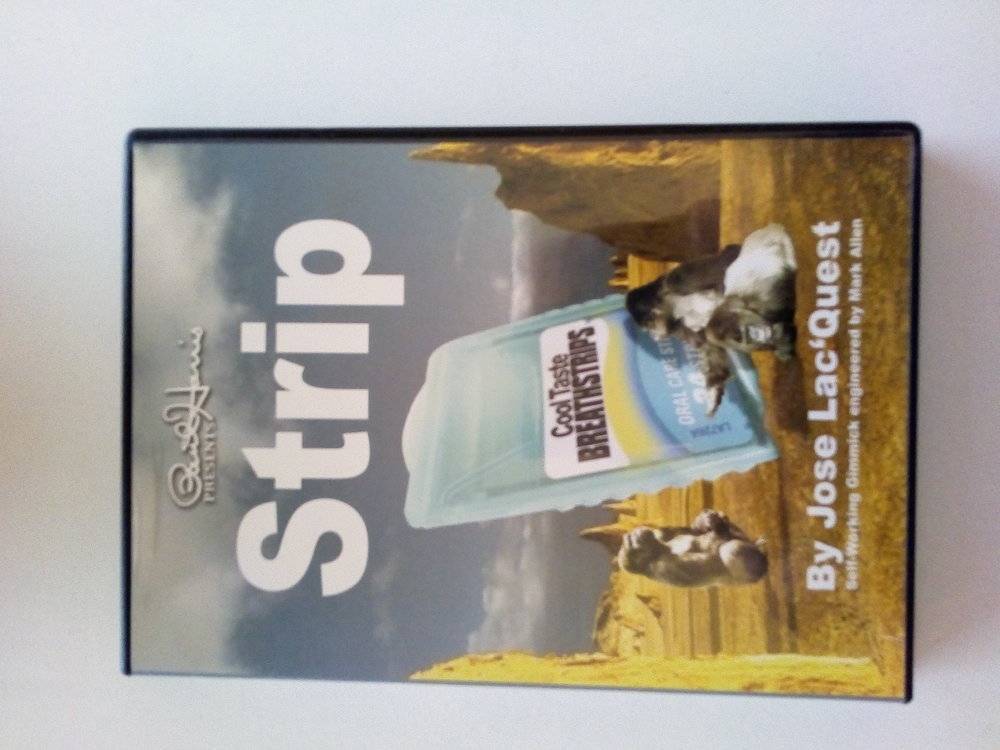 Paul Harris
PRESENTS
Strip
Cool Taste
BREATHSTRIPS
ORAL CARE
24
By Jose Lac‘Quest
Self-Working Gimmick engineered by Mark Allen